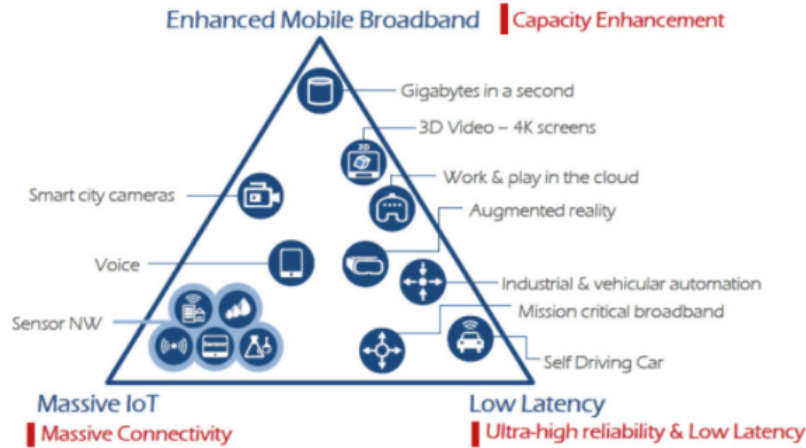 Enhanced Mobile Broadband
Capacity Enhancement
Gigabytes in a second
3D
3D Video – 4K screens
Work & play in the cloud
Smart city cameras
Augmented reality
Voice
Industrial & vehicular automation
Mission critical broadband
Sensor NW
Self Driving Car
Massive IoT
Low Latency
Massive Connectivity
Ultra-high reliability & Low Latency